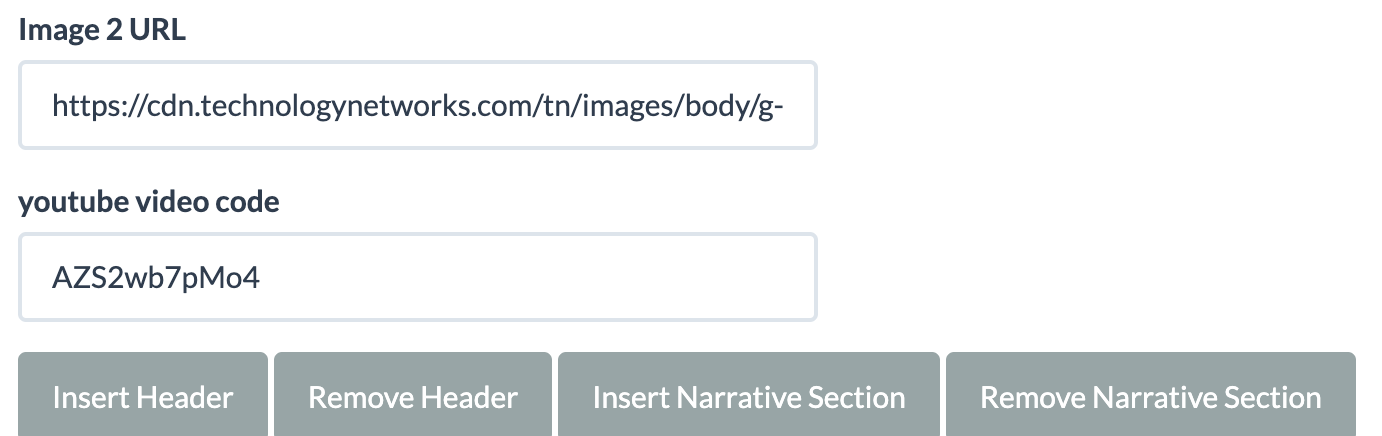 Image 2 URL
https://cdn.technologynetworks.com/tn/images/body/g-
youtube video code
AZS2wb7pMo4
Insert Header Remove Header Insert Narrative Section Remove Narrative Section